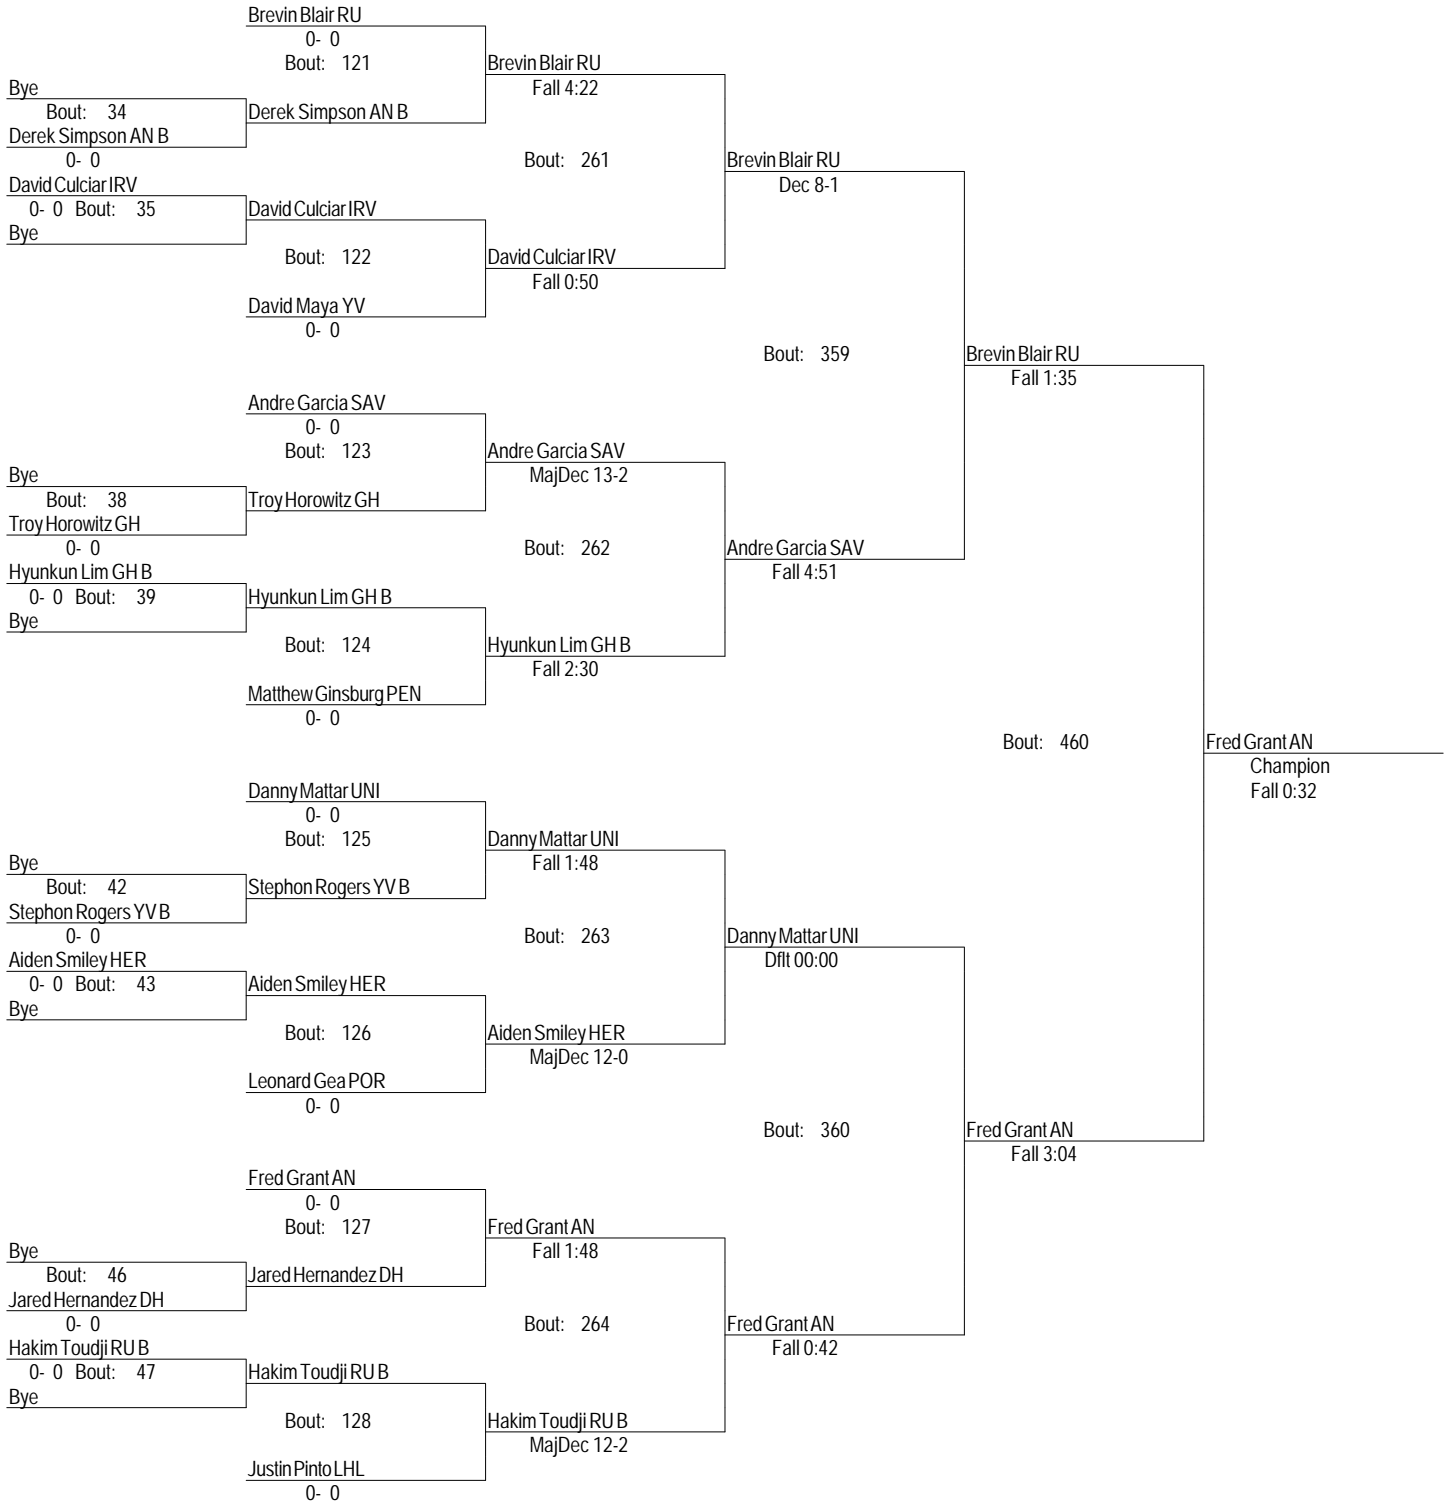 Brevin Blair RU
0- 0
Bout: 121
Brevin Blair RU
Fall 4:22
Bye
Bout: 34
Derek Simpson AN B
Derek Simpson AN B
0- 0
Bout: 261
Brevin Blair RU
Dec 8-1
David Culciar IRV
0- 0 Bout: 35
David Culciar IRV
Bye
Bout: 122
David Culciar IRV
Fall 0:50
David Maya YV
0- 0
Bout: 359
Brevin Blair RU
Fall 1:35
Andre Garcia SAV
0- 0
Bout: 123
Andre Garcia SAV
MajDec 13-2
Bye
Bout: 38
Troy Horowitz GH
Troy Horowitz GH
0- 0
Bout: 262
Andre Garcia SAV
Fall 4:51
Hyunkun Lim GH B
0- 0 Bout: 39
Hyunkun Lim GH B
Bye
Bout: 124
Hyunkun Lim GH B
Fall 2:30
Matthew Ginsburg PEN
0- 0
Bout: 460
Fred Grant AN
Champion
Fall 0:32
Danny Mattar UNI
0- 0
Bout: 125
Danny Mattar UNI
Fall 1:48
Bye
Bout: 42
Stephon Rogers YV B
Stephon Rogers YV B
0- 0
Bout: 263
Danny Mattar UNI
Dflt 00:00
Aiden Smiley HER
0- 0 Bout: 43
Aiden Smiley HER
Bye
Bout: 126
Aiden Smiley HER
MajDec 12-0
Leonard Gea POR
0- 0
Bout: 360
Fred Grant AN
Fall 3:04
Fred Grant AN
0- 0
Bout: 127
Fred Grant AN
Fall 1:48
Bye
Bout: 46
Jared Hernandez DH
Jared Hernandez DH
0- 0
Bout: 264
Fred Grant AN
Fall 0:42
Hakim Toudji RU B
0- 0 Bout: 47
Hakim Toudji RU B
Bye
Bout: 128
Hakim Toudji RU B
MajDec 12-2
Justin Pinto LHL
0- 0